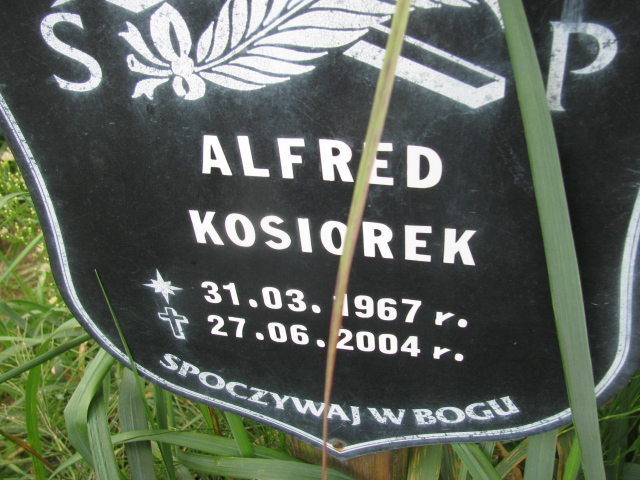 S P
ALFRED
KOSIOREK
31.03.1967 r.
27.06.2004 r.
SPOCZYWAJ W BOGU